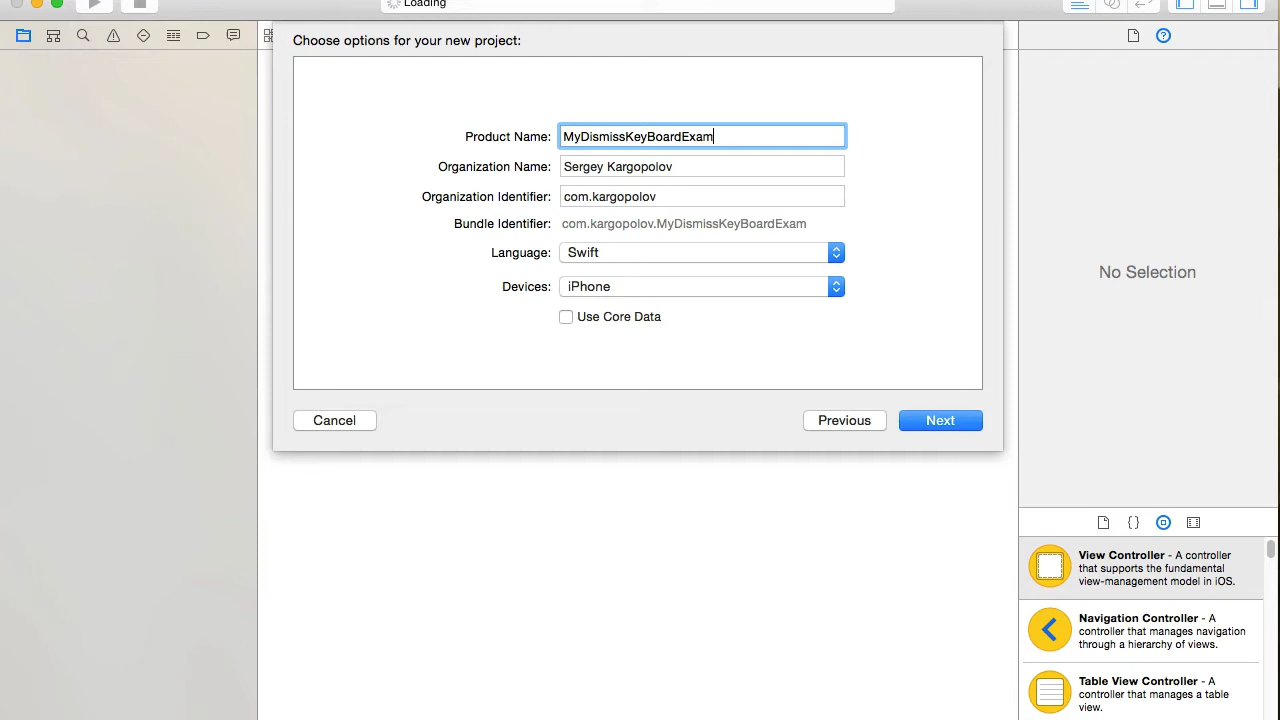 Loading
Choose options for your new project:
Product Name: MyDismissKeyBoardExam
Organization Name: Sergey Kargopolov
Organization Identifier: com.kargopolov
Bundle Identifier: com.kargopolov.MyDismissKeyBoardExam
Language: Swift
Devices: iPhone
Use Core Data
Cancel
Previous
Next
No Selection
View Controller - A controller
that supports the fundamental
view-management model in iOS.
Navigation Controller - A
controller that manages navigation
through a hierarchy of views.
Table View Controller - A
controller that manages a table
view.